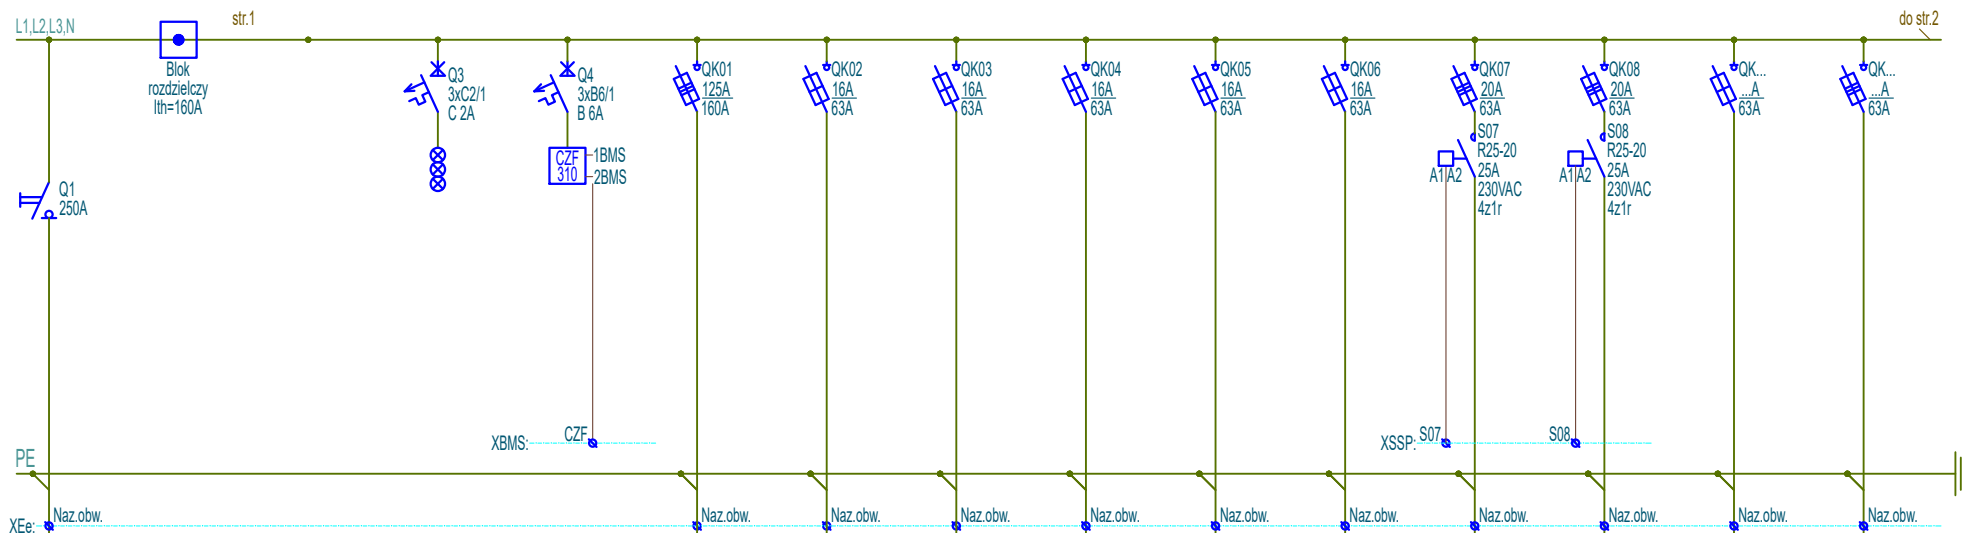 L1,L2,L3,N
str.1
do str.2
Blok
rozdzielczy
Ith=160A
Q3
3xC2/1
C 2A
Q4
3xB6/1
B 6A
QK01
125A
160A
QK02
16A
63A
QK03
16A
63A
QK04
16A
63A
QK05
16A
63A
QK06
16A
63A
QK07
20A
63A
QK08
20A
63A
QK...
...A
63A
QK...
...A
63A
CZF
310
1BMS
2BMS
S07
R25-20
25A
230VAC
4z1r
A1 A2
S08
R25-20
25A
230VAC
4z1r
A1 A2
Q1
250A
XBMS:
CZF
XSSP:
S07
S08
PE
XEe:
Naz.obw.
Naz.obw.
Naz.obw.
Naz.obw.
Naz.obw.
Naz.obw.
Naz.obw.
Naz.obw.
Naz.obw.
Naz.obw.
Naz.obw.